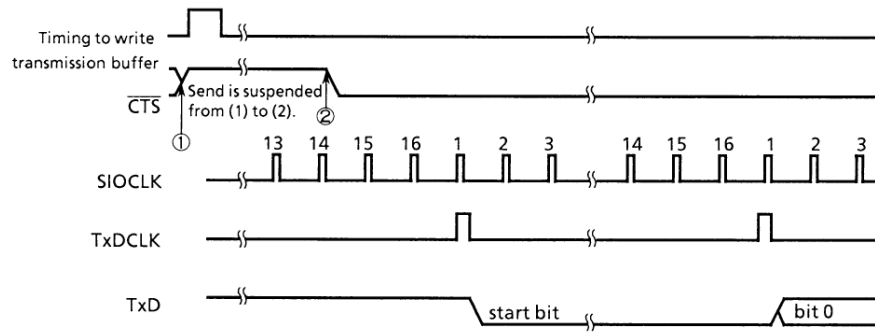 Timing to write
transmission buffer
CTS
Send is suspended
from (1) to (2).
① ②
13 14 15 16 1 2 3 14 15 16 1 2 3
SIOCLK
TxDCLK
TxD
start bit
bit 0